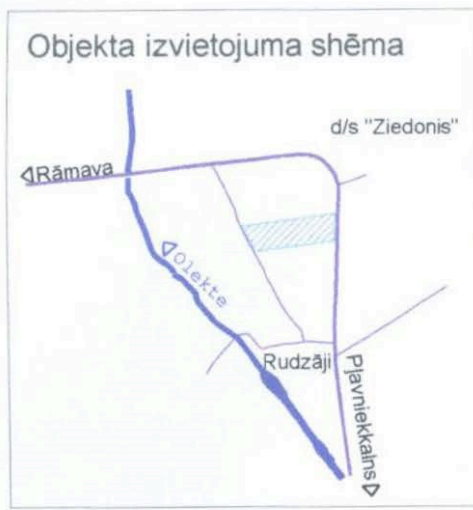 Objekta izvietojuma shēma
d/s "Ziedonis"
Rāmava
Olekte
Rudzāji
Pļavniekkalns